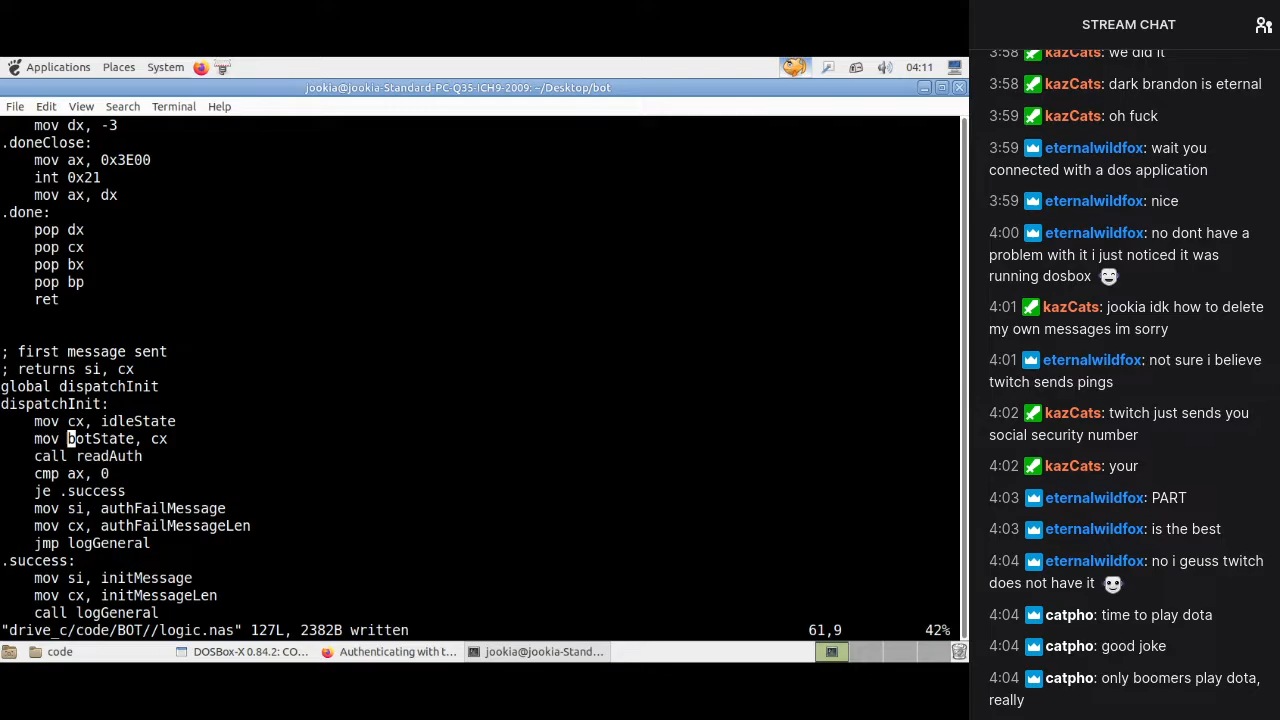 STREAM CHAT
Applications Places System 04:11
jookia@jookia-Standard-PC-Q35-ICH9-2009: ~/Desktop/bot
File Edit View Search Terminal Help
mov dx, -3
.doneClose:
mov ax, 0x3E00
int 0x21
mov ax, dx
.done:
pop dx
pop cx
pop bx
pop bp
ret
; first message sent
; returns si, cx
global dispatchInit
dispatchInit:
mov cx, idleState
mov botState, cx
call readAuth
cmp ax, 0
je .success
mov si, authFailMessage
mov cx, authFailMessageLen
jmp logGeneral
.success:
mov si, initMessage
mov cx, initMessageLen
call logGeneral
"drive_c/code/BOT//logic.nas" 127L, 2382B written 61,9 42%
code DOSBox-X 0.84.2: CO... Authenticating with t... jookia@jookia-Stand...
3:58 kazCats: we did it
3:58 kazCats: dark brandon is eternal
3:59 kazCats: oh fuck
3:59 eternalwildfox: wait you
connected with a dos application
3:59 eternalwildfox: nice
4:00 eternalwildfox: no dont have a
problem with it i just noticed it was
running dosbox
4:01 kazCats: jookia idk how to delete
my own messages im sorry
4:01 eternalwildfox: not sure i believe
twitch sends pings
4:02 kazCats: twitch just sends you
social security number
4:02 kazCats: your
4:03 eternalwildfox: PART
4:03 eternalwildfox: is the best
4:04 eternalwildfox: no i geuss twitch
does not have it
4:04 catpho: time to play dota
4:04 catpho: good joke
4:04 catpho: only boomers play dota,
really